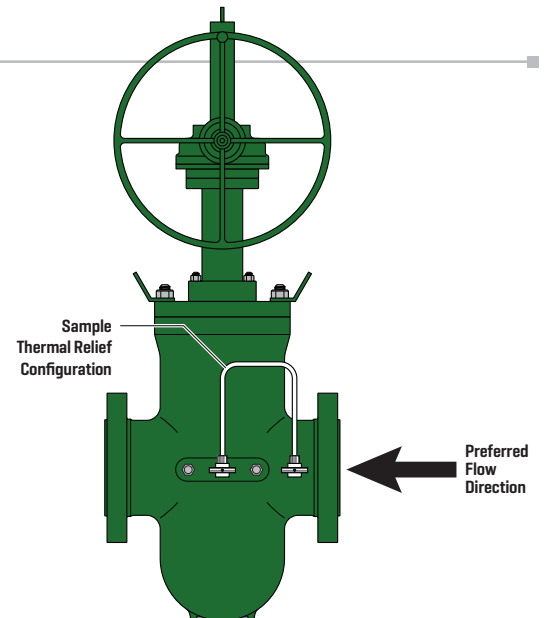 Sample
Thermal Relief
Configuration
Preferred
Flow
Direction